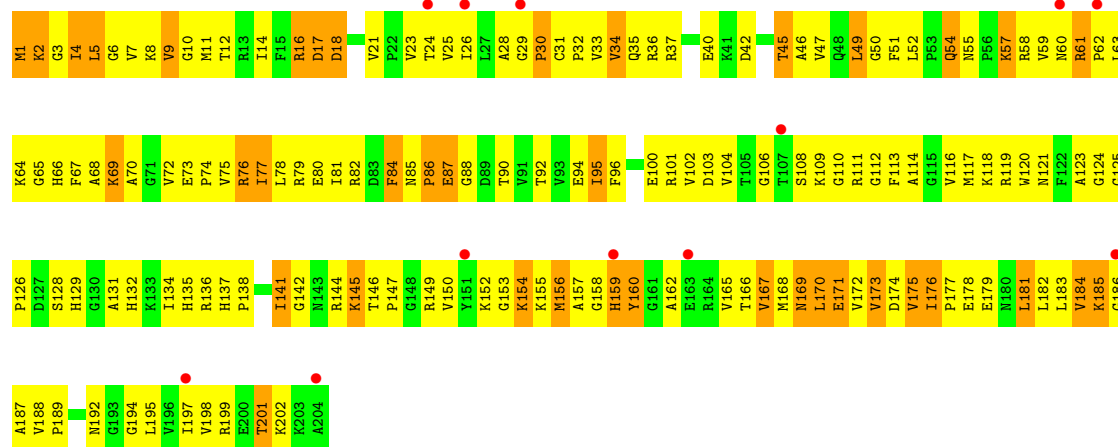 M1 K2 G3 I4 L5 G6 V7 K8 V9 G10 M11 T12 R13 I14 F15 R16 D17 D18 V21 P22 V23 T24 V25 I26 L27 A28 G29 P30 C31 P32 V33 V34 Q35 R36 R37 E40 K41 D42 T45 A46 V47 Q48 L49 G50 F51 L52 P53 Q54 N55 P56 K57 R58 V59 N60 R61 P62 L63
K64 G65 H66 F67 A68 K69 A70 G71 V72 E73 P74 V75 R76 I77 L78 R79 E80 I81 R82 D83 F84 N85 P86 E87 G88 D89 T90 V91 T92 V93 E94 I95 F96 E100 R101 V102 D103 V104 T105 G106 T107 S108 K109 G110 R111 G112 F113 A114 G115 V116 M117 K118 R119 W120 N121 F122 A123 G124 G125
P126 D127 S128 H129 G130 A131 H132 K133 I134 H135 R136 H137 P138 I141 G142 N143 R144 K145 T146 P147 G148 R149 V150 Y151 K152 G153 K154 K155 M156 A157 G158 H159 Y160 G161 A162 E163 R164 V165 T166 V167 M168 N169 L170 E171 V172 V173 D174 V175 I176 P177 E178 E179 N180 L181 L182 L183 V184 K185 G186
A187 V188 P189 N192 G193 G194 L195 V196 I197 V198 R199 E200 T201 K202 K203 A204